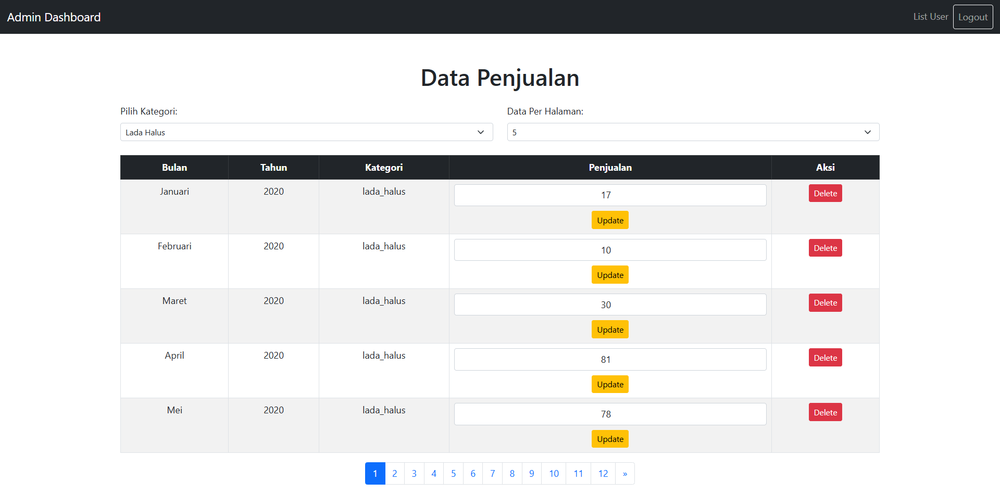 Admin Dashboard List User Logout
Data Penjualan
Pilih Kategori: Data Per Halaman:
Lada Halus 5
Bulan Tahun Kategori Penjualan Aksi
Januari 2020 lada_halus 17 Delete
Update
Februari 2020 lada_halus 10 Delete
Update
Maret 2020 lada_halus 30 Delete
Update
April 2020 lada_halus 81 Delete
Update
Mei 2020 lada_halus 78 Delete
Update
1 2 3 4 5 6 7 8 9 10 11 12 »